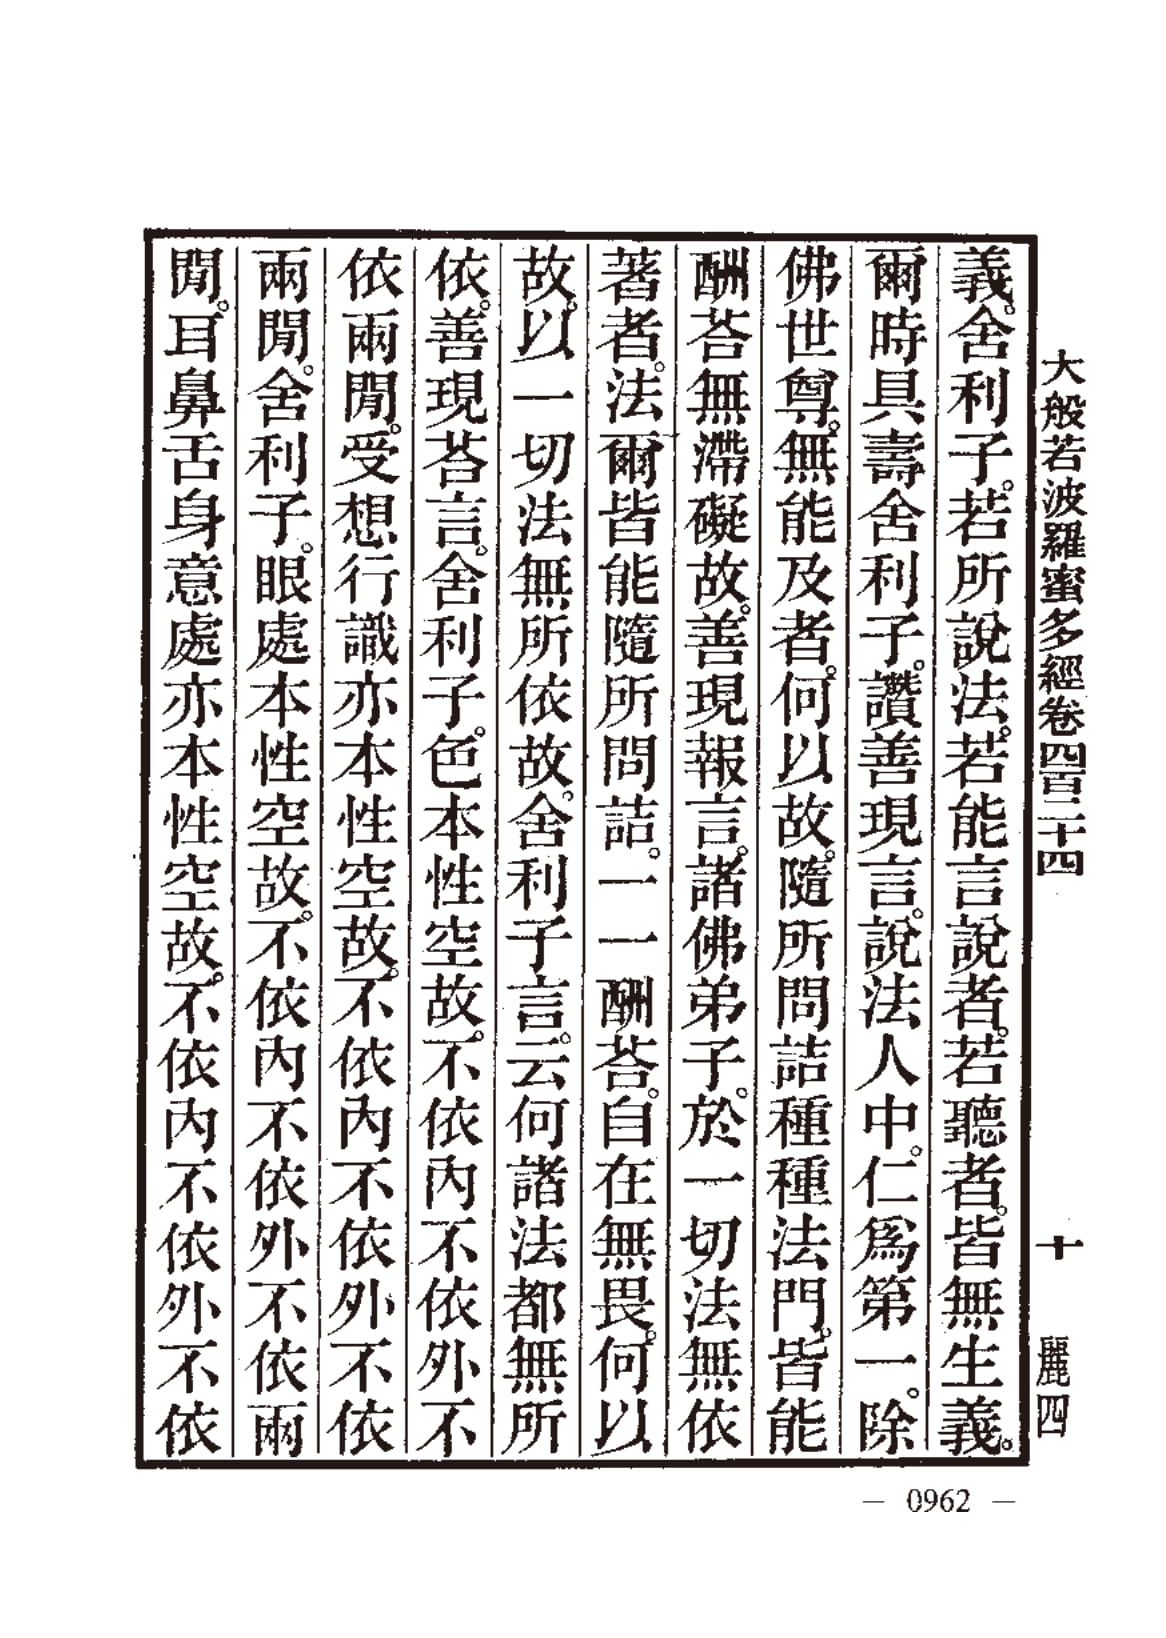 大般若波羅蜜多經卷四百二十四 十 麗四
義。舍利子。若所說法。若能言說者。若聽者。皆無生義。
爾時具壽舍利子。讚善現言。說法人中。仁爲第一。除
佛世尊。無能及者。何以故。隨所問詰種種法門。皆能
酬荅無滯礙故。善現報言。諸佛弟子。於一切法無依
著者。法爾皆能隨所問詰。一一酬荅。自在無畏。何以
故。以一切法無所依故。舍利子言。云何諸法都無所
依。善現荅言。舍利子。色本性空故。不依內不依外不
依兩閒。受想行識亦本性空故。不依內不依外不依
兩閒。舍利子。眼處本性空故。不依內不依外不依兩
閒。耳鼻舌身意處亦本性空故。不依內不依外不依
— 0962 —